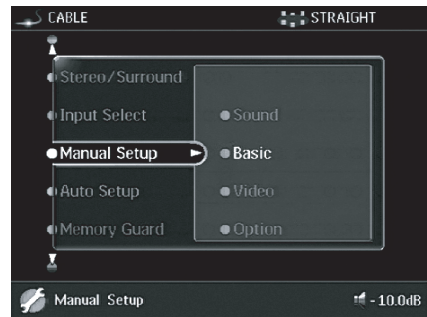 CABLE STRAIGHT
Stereo/Surround
Input Select
Sound
Manual Setup
Basic
Auto Setup
Video
Memory Guard
Option
Manual Setup -10.0dB